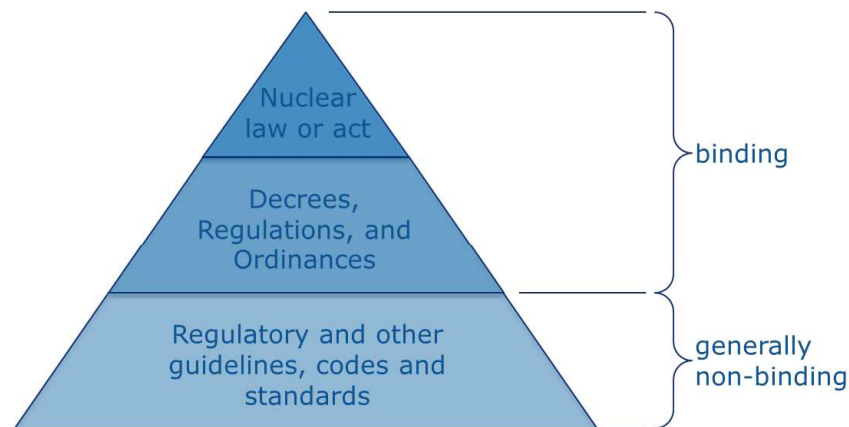 Nuclear
law or act
Decrees,
Regulations, and
Ordinances
binding
Regulatory and other
guidelines, codes and
standards
generally
non-binding